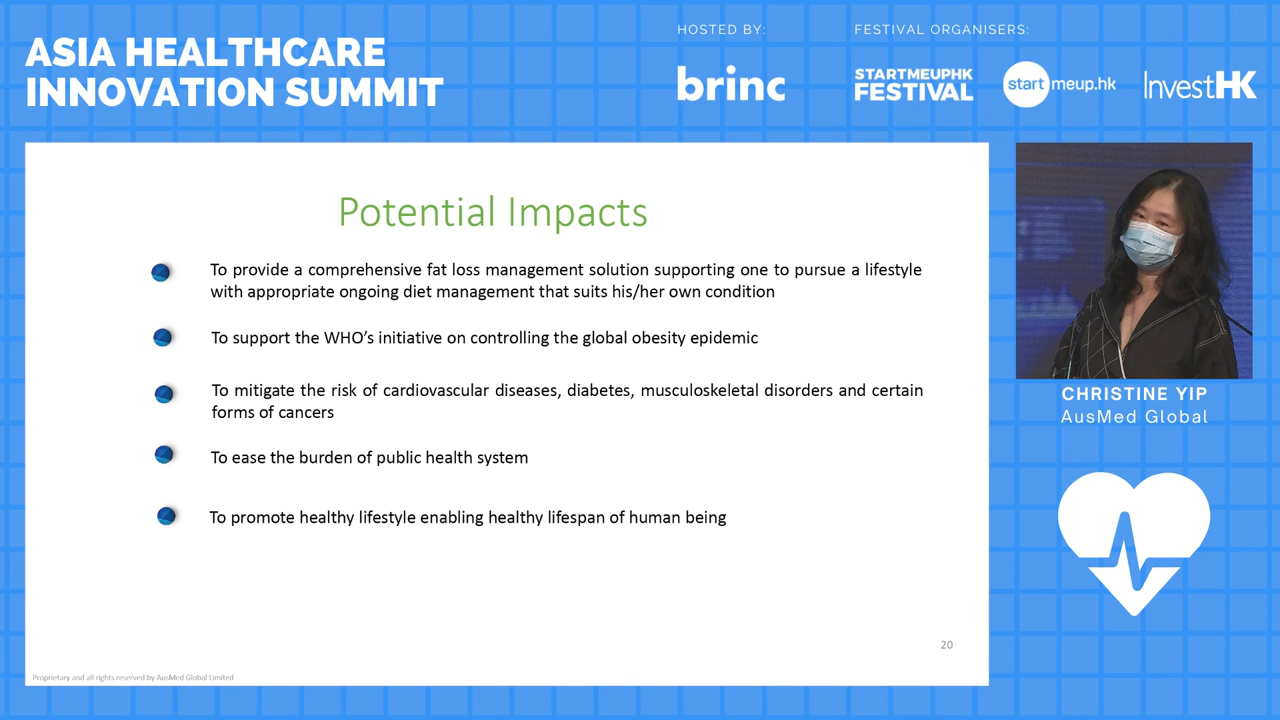 ASIA HEALTHCARE
INNOVATION SUMMIT
HOSTED BY:
brinc
FESTIVAL ORGANISERS:
STARTMEUPHK
FESTIVAL
startmeup.hk
InvestHK
Potential Impacts
To provide a comprehensive fat loss management solution supporting one to pursue a lifestyle
with appropriate ongoing diet management that suits his/her own condition
To support the WHO’s initiative on controlling the global obesity epidemic
To mitigate the risk of cardiovascular diseases, diabetes, musculoskeletal disorders and certain
forms of cancers
To ease the burden of public health system
To promote healthy lifestyle enabling healthy lifespan of human being
20
Proprietary and all rights reserved by AusMed Global Limited
CHRISTINE YIP
AusMed Global